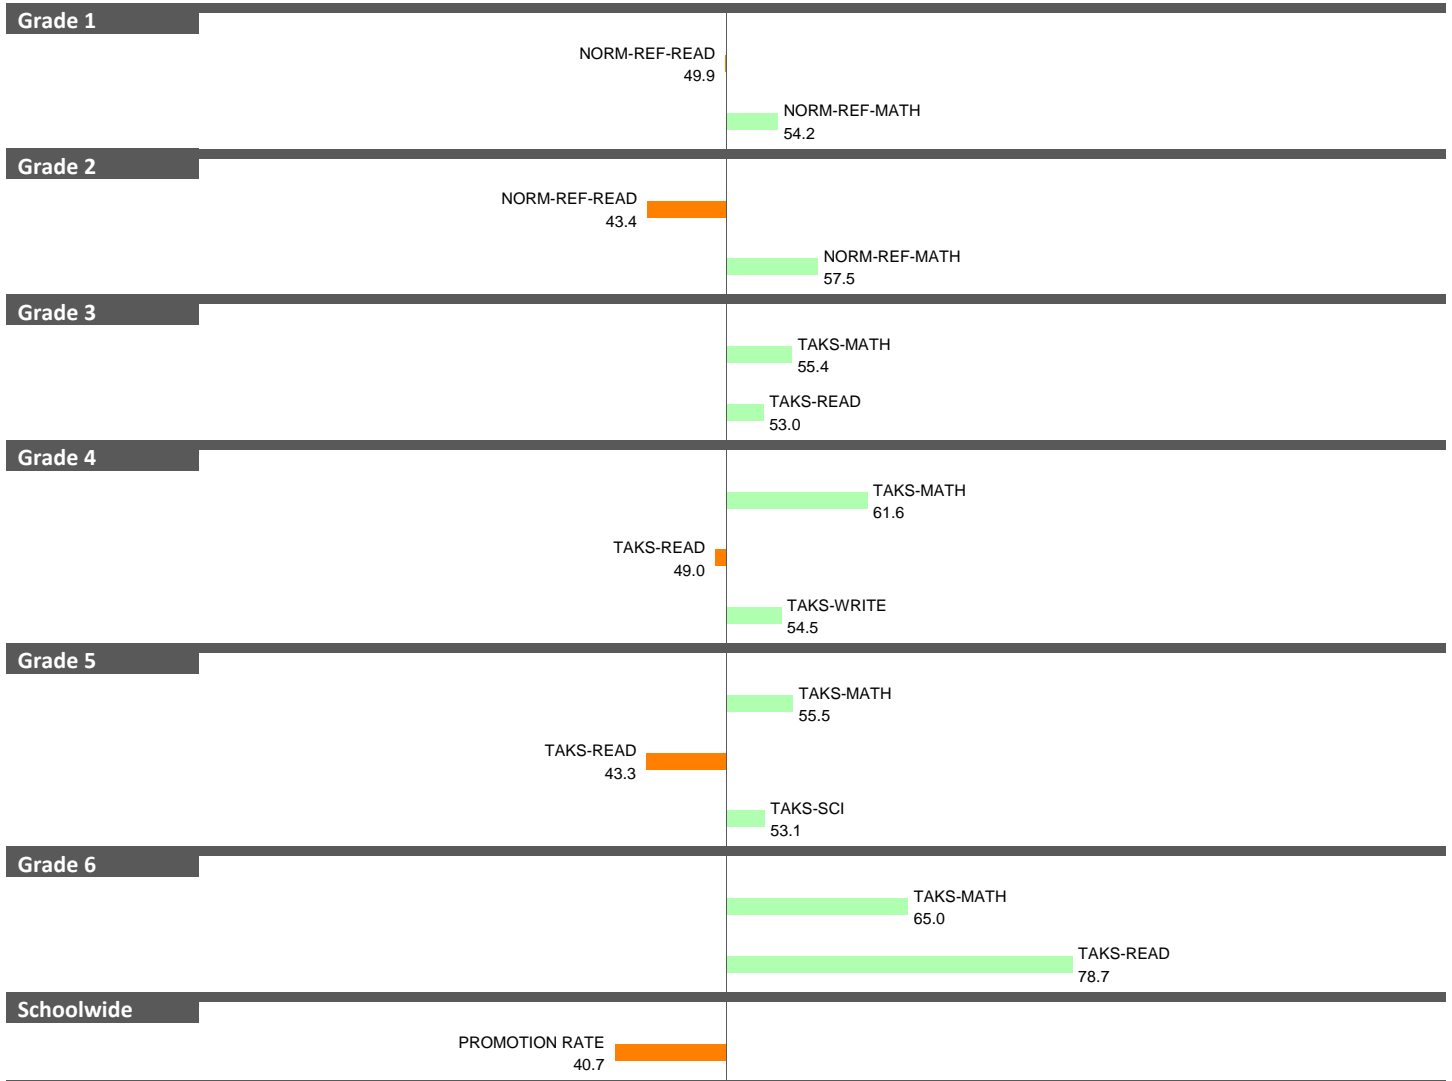 Grade 1
NORM-REF-READ
49.9
NORM-REF-MATH
54.2
Grade 2
NORM-REF-READ
43.4
NORM-REF-MATH
57.5
Grade 3
TAKS-MATH
55.4
TAKS-READ
53.0
Grade 4
TAKS-MATH
61.6
TAKS-READ
49.0
TAKS-WRITE
54.5
Grade 5
TAKS-MATH
55.5
TAKS-READ
43.3
TAKS-SCI
53.1
Grade 6
TAKS-MATH
65.0
TAKS-READ
78.7
Schoolwide
PROMOTION RATE
40.7